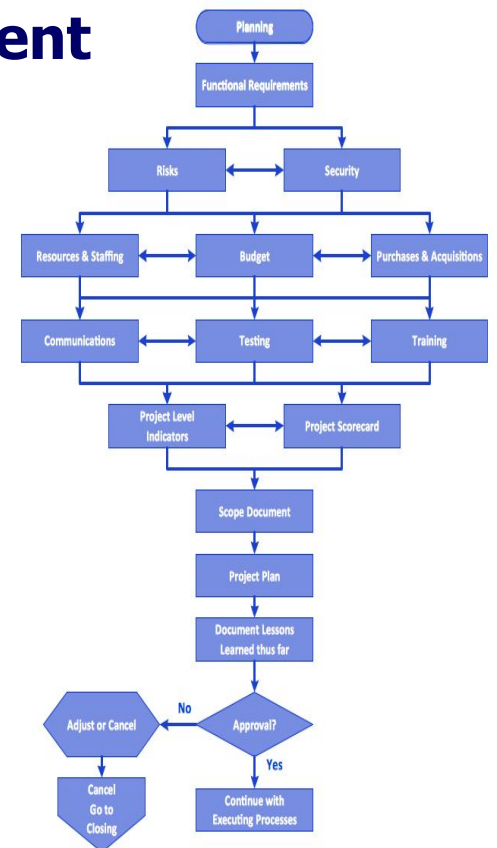 ent
Planning
Functional Requirements
Risks
Security
Resources & Staffing
Budget
Purchases & Acquisitions
Communications
Testing
Training
Project Level
Indicators
Project Scorecard
Scope Document
Project Plan
Document Lessons
Learned thus far
No
Adjust or Cancel
Approval?
Yes
Cancel
Go to
Closing
Continue with
Executing Processes